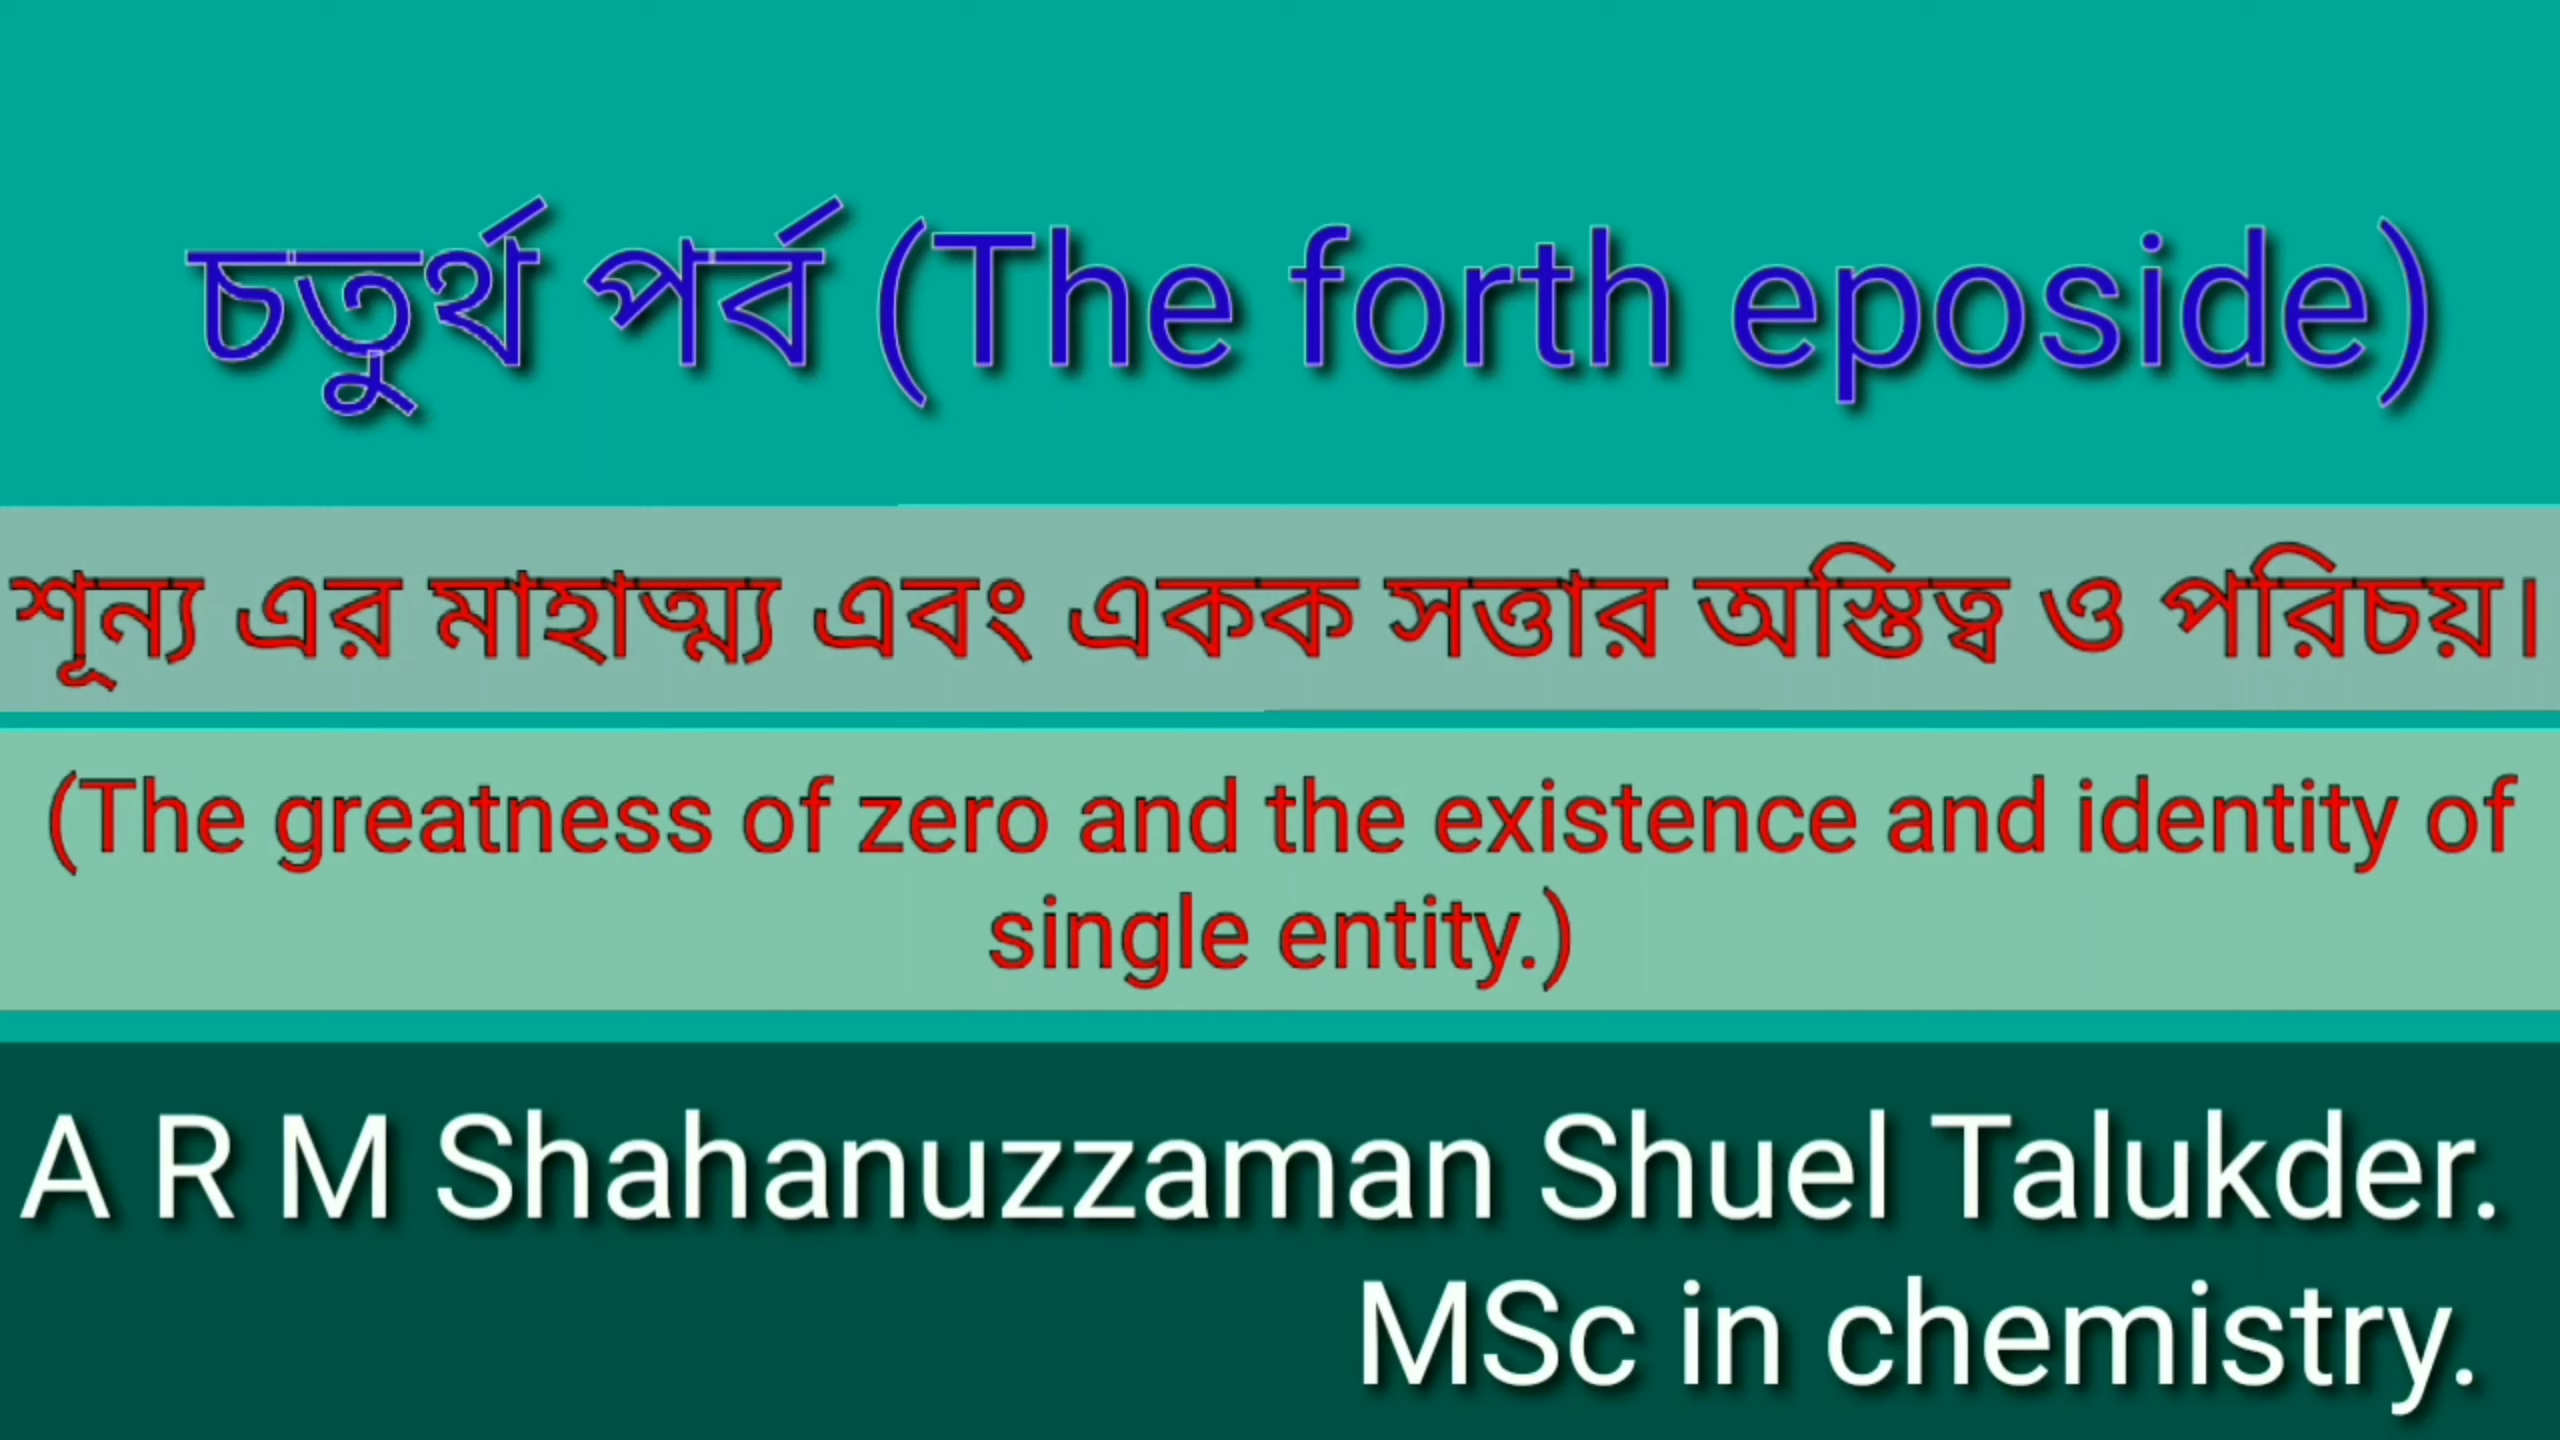 চতুর্থ পর্ব (The forth eposide)
শূন্য এর মাহাত্ম্য এবং একক সত্তার অস্তিত্ব ও পরিচয়।
(The greatness of zero and the existence and identity of
single entity.)
A R M Shahanuzzaman Shuel Talukder.
MSc in chemistry.